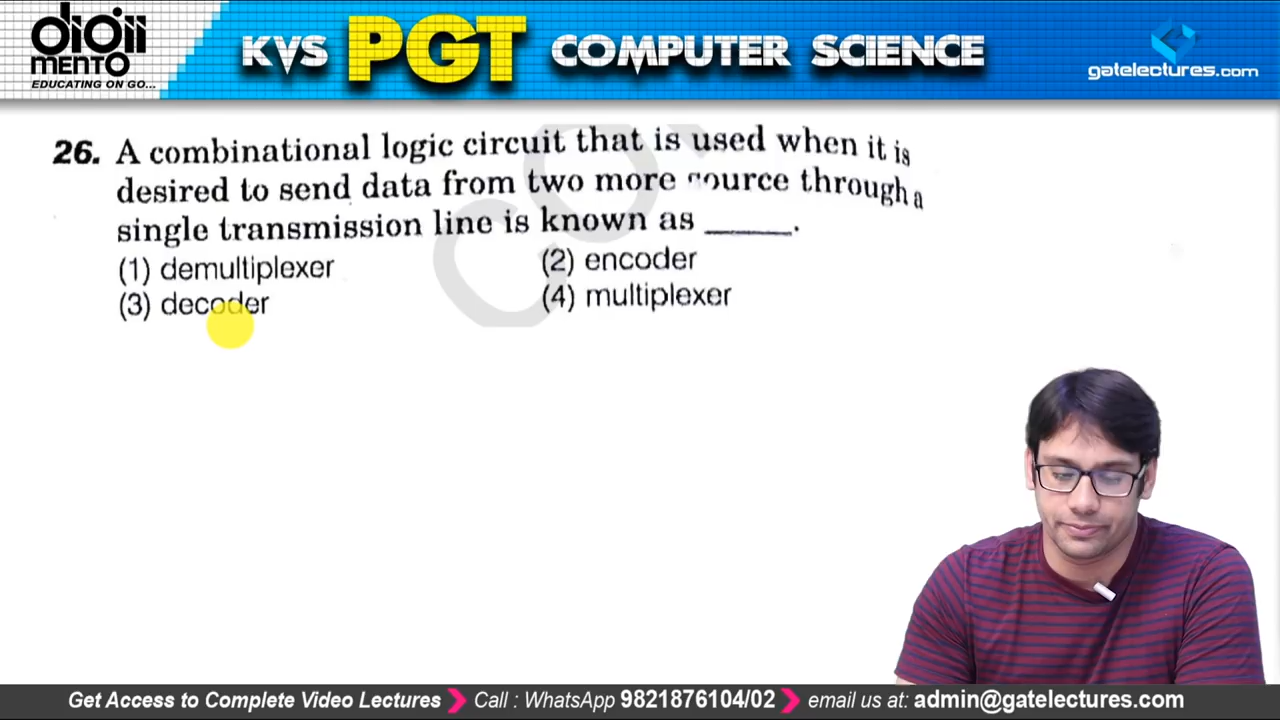 digii
MENTO
EDUCATING ON GO...
KVS PGT COMPUTER SCIENCE
gatelectures.com
26. A combinational logic circuit that is used when it is
desired to send data from two more source through a
single transmission line is known as ______.
(1) demultiplexer (2) encoder
(3) decoder (4) multiplexer
Get Access to Complete Video Lectures Call : WhatsApp 9821876104/02 email us at: admin@gatelectures.com